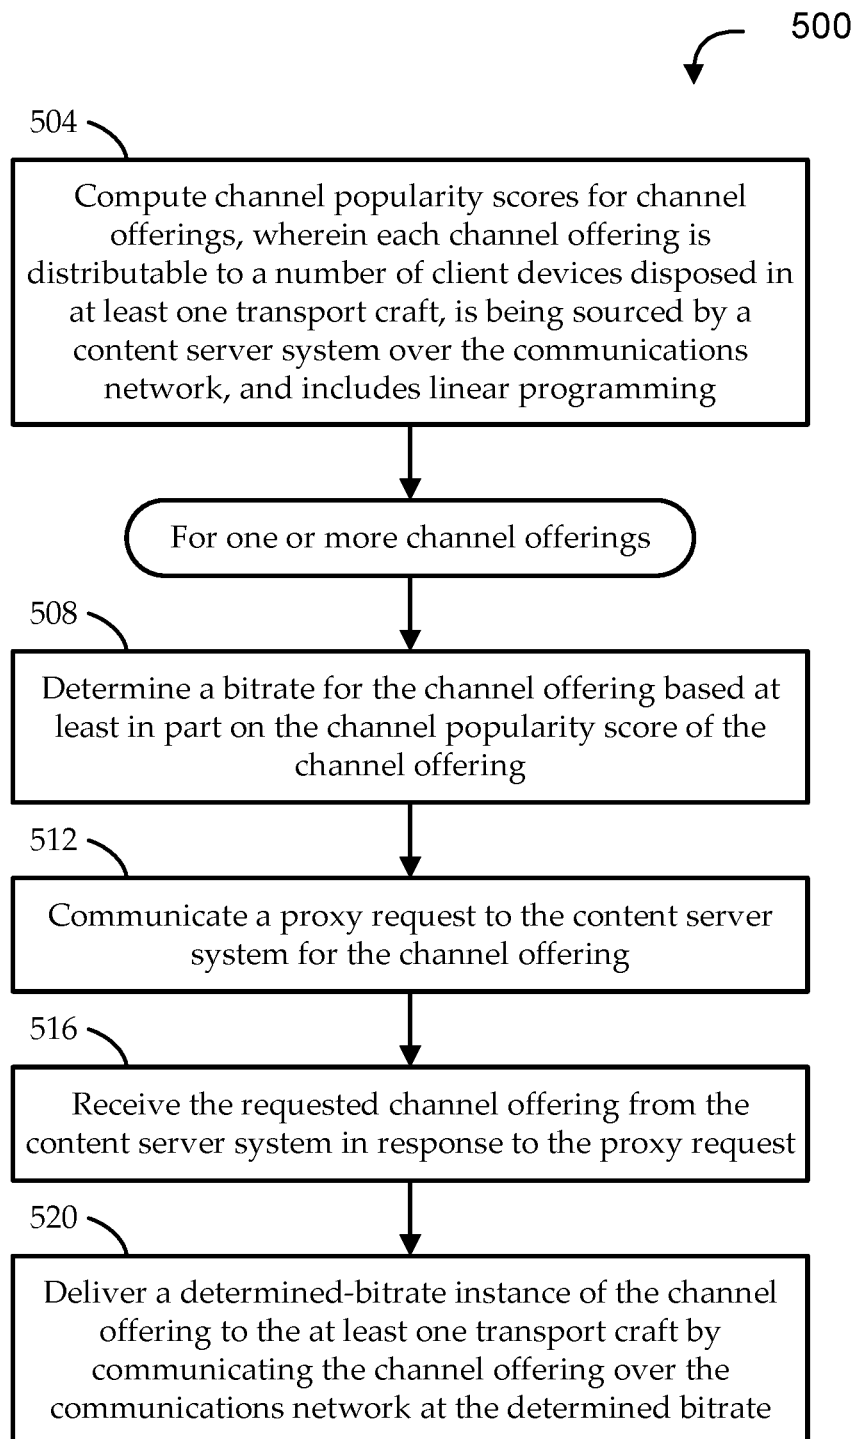 500
504
Compute channel popularity scores for channel
offerings, wherein each channel offering is
distributable to a number of client devices disposed in
at least one transport craft, is being sourced by a
content server system over the communications
network, and includes linear programming
For one or more channel offerings
508
Determine a bitrate for the channel offering based at
least in part on the channel popularity score of the
channel offering
512
Communicate a proxy request to the content server
system for the channel offering
516
Receive the requested channel offering from the
content server system in response to the proxy request
520
Deliver a determined-bitrate instance of the channel
offering to the at least one transport craft by
communicating the channel offering over the
communications network at the determined bitrate